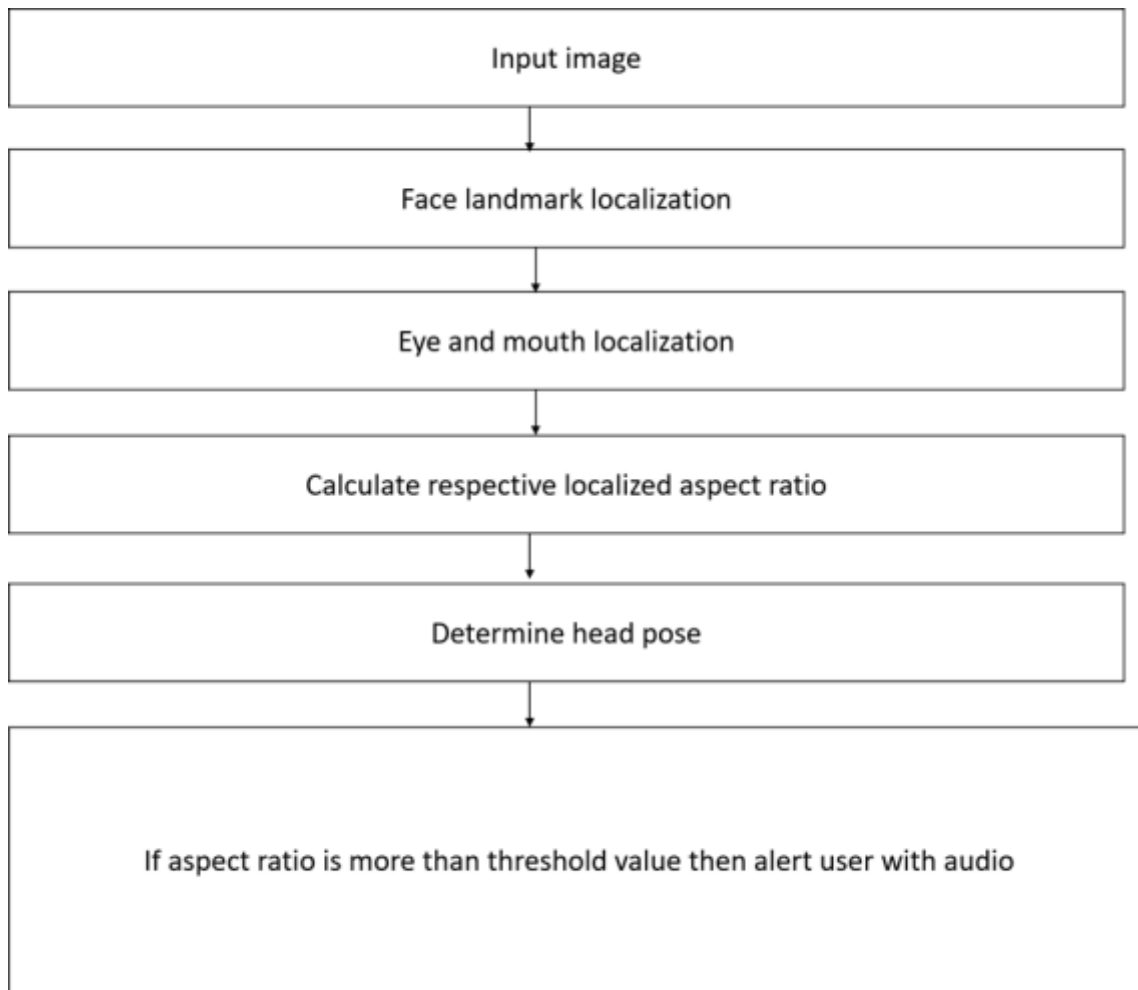 Input image
Face landmark localization
Eye and mouth localization
Calculate respective localized aspect ratio
Determine head pose
If aspect ratio is more than threshold value then alert user with audio